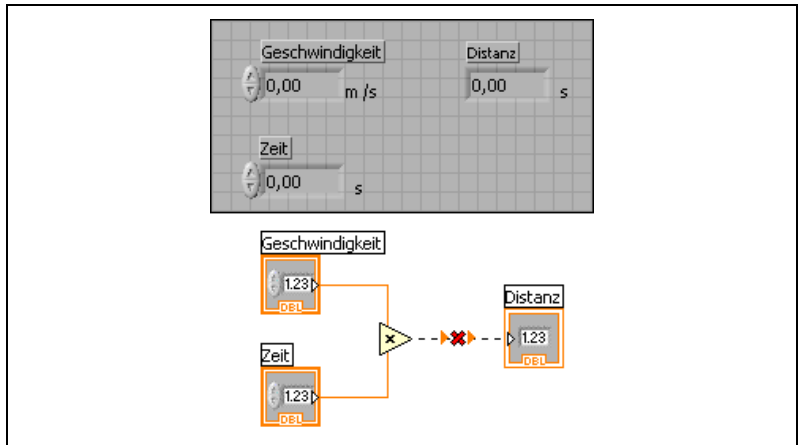 Geschwindigkeit Distanz
0,00 m /s 0,00 s
Zeit
0,00 s
Geschwindigkeit
1.23
DBL
Distanz
×
1.23
DBL
Zeit
1.23
DBL